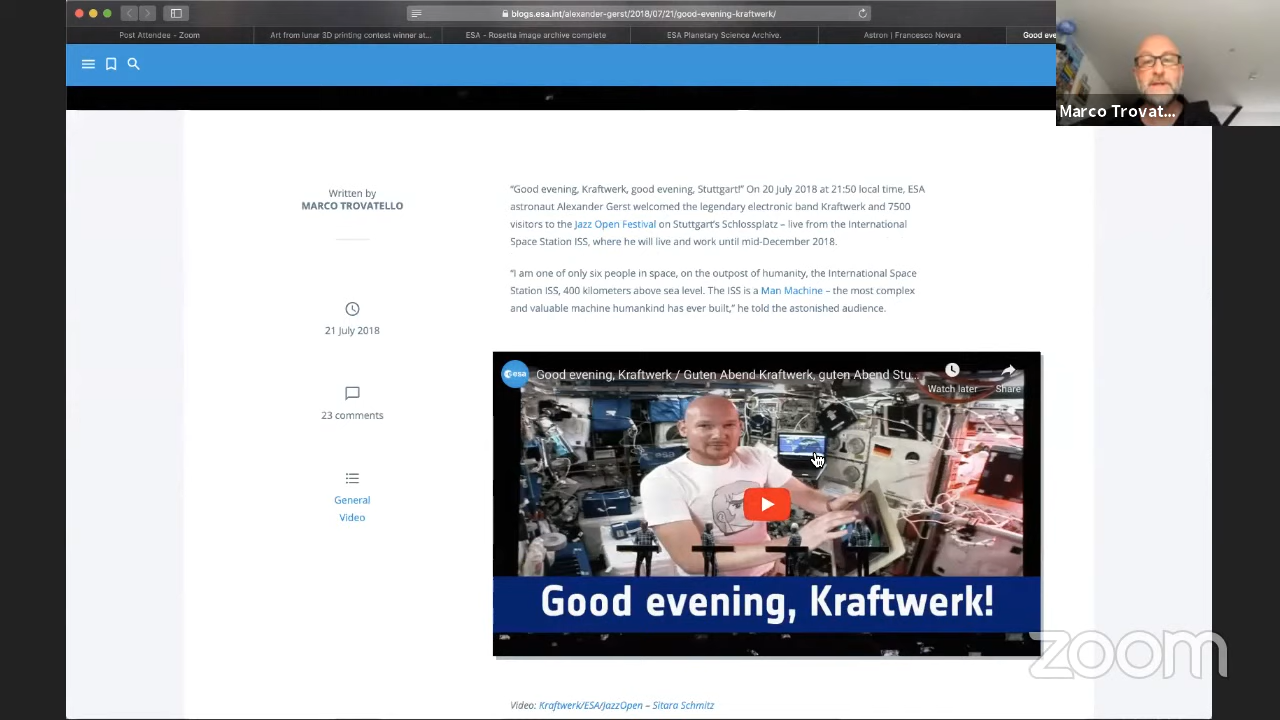 blogs.esa.int/alexander-gerst/2018/07/21/good-evening-kraftwerk/
Post Attendee - Zoom
Art from lunar 3D printing contest winner at...
ESA - Rosetta image archive complete
ESA Planetary Science Archive.
Astron | Francesco Novara
Good eve
Marco Trovat...
Written by
MARCO TROVATELLO
21 July 2018
23 comments
General
Video
“Good evening, Kraftwerk, good evening, Stuttgart!” On 20 July 2018 at 21:50 local time, ESA
astronaut Alexander Gerst welcomed the legendary electronic band Kraftwerk and 7500
visitors to the Jazz Open Festival on Stuttgart’s Schlossplatz – live from the International
Space Station ISS, where he will live and work until mid-December 2018.
“I am one of only six people in space, on the outpost of humanity, the International Space
Station ISS, 400 kilometers above sea level. The ISS is a Man Machine – the most complex
and valuable machine humankind has ever built,” he told the astonished audience.
esa
Good evening, Kraftwerk / Guten Abend Kraftwerk, guten Abend Stu...
Watch later
Share
Good evening, Kraftwerk!
zoom
Video: Kraftwerk/ESA/JazzOpen – Sitara Schmitz